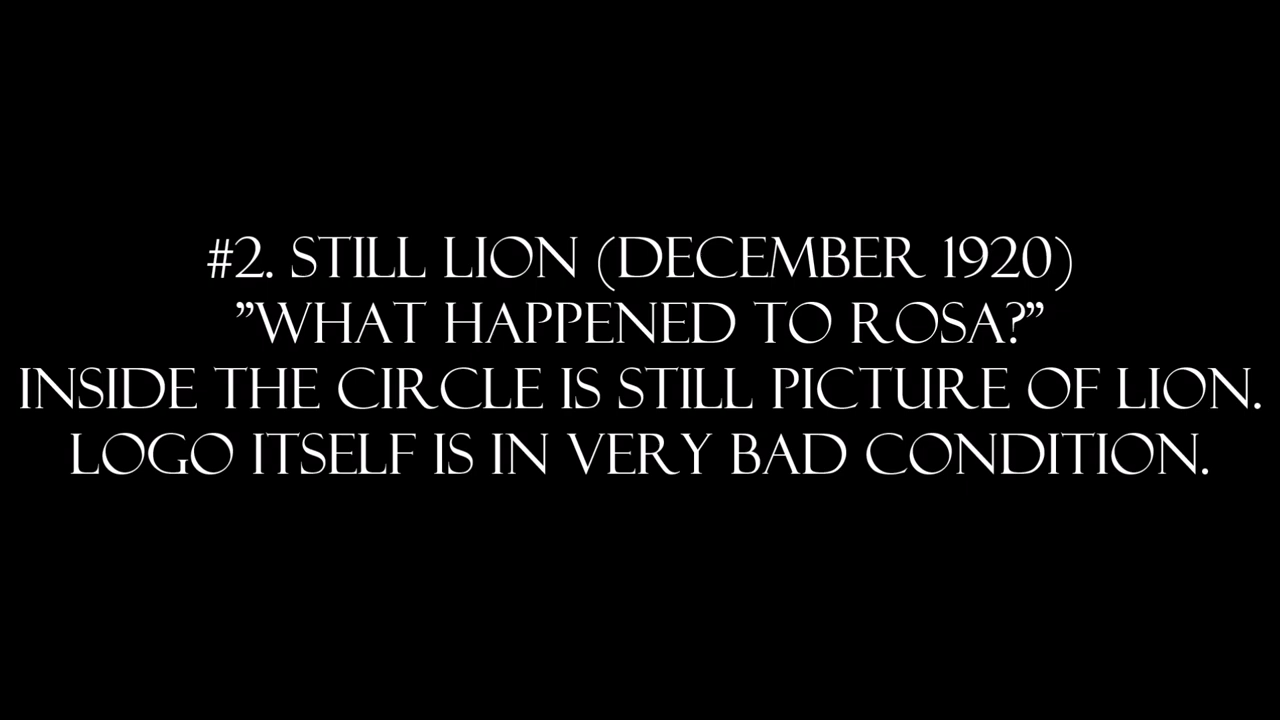 #2. STILL LION (DECEMBER 1920)
"WHAT HAPPENED TO ROSA?"
INSIDE THE CIRCLE IS STILL PICTURE OF LION.
LOGO ITSELF IS IN VERY BAD CONDITION.